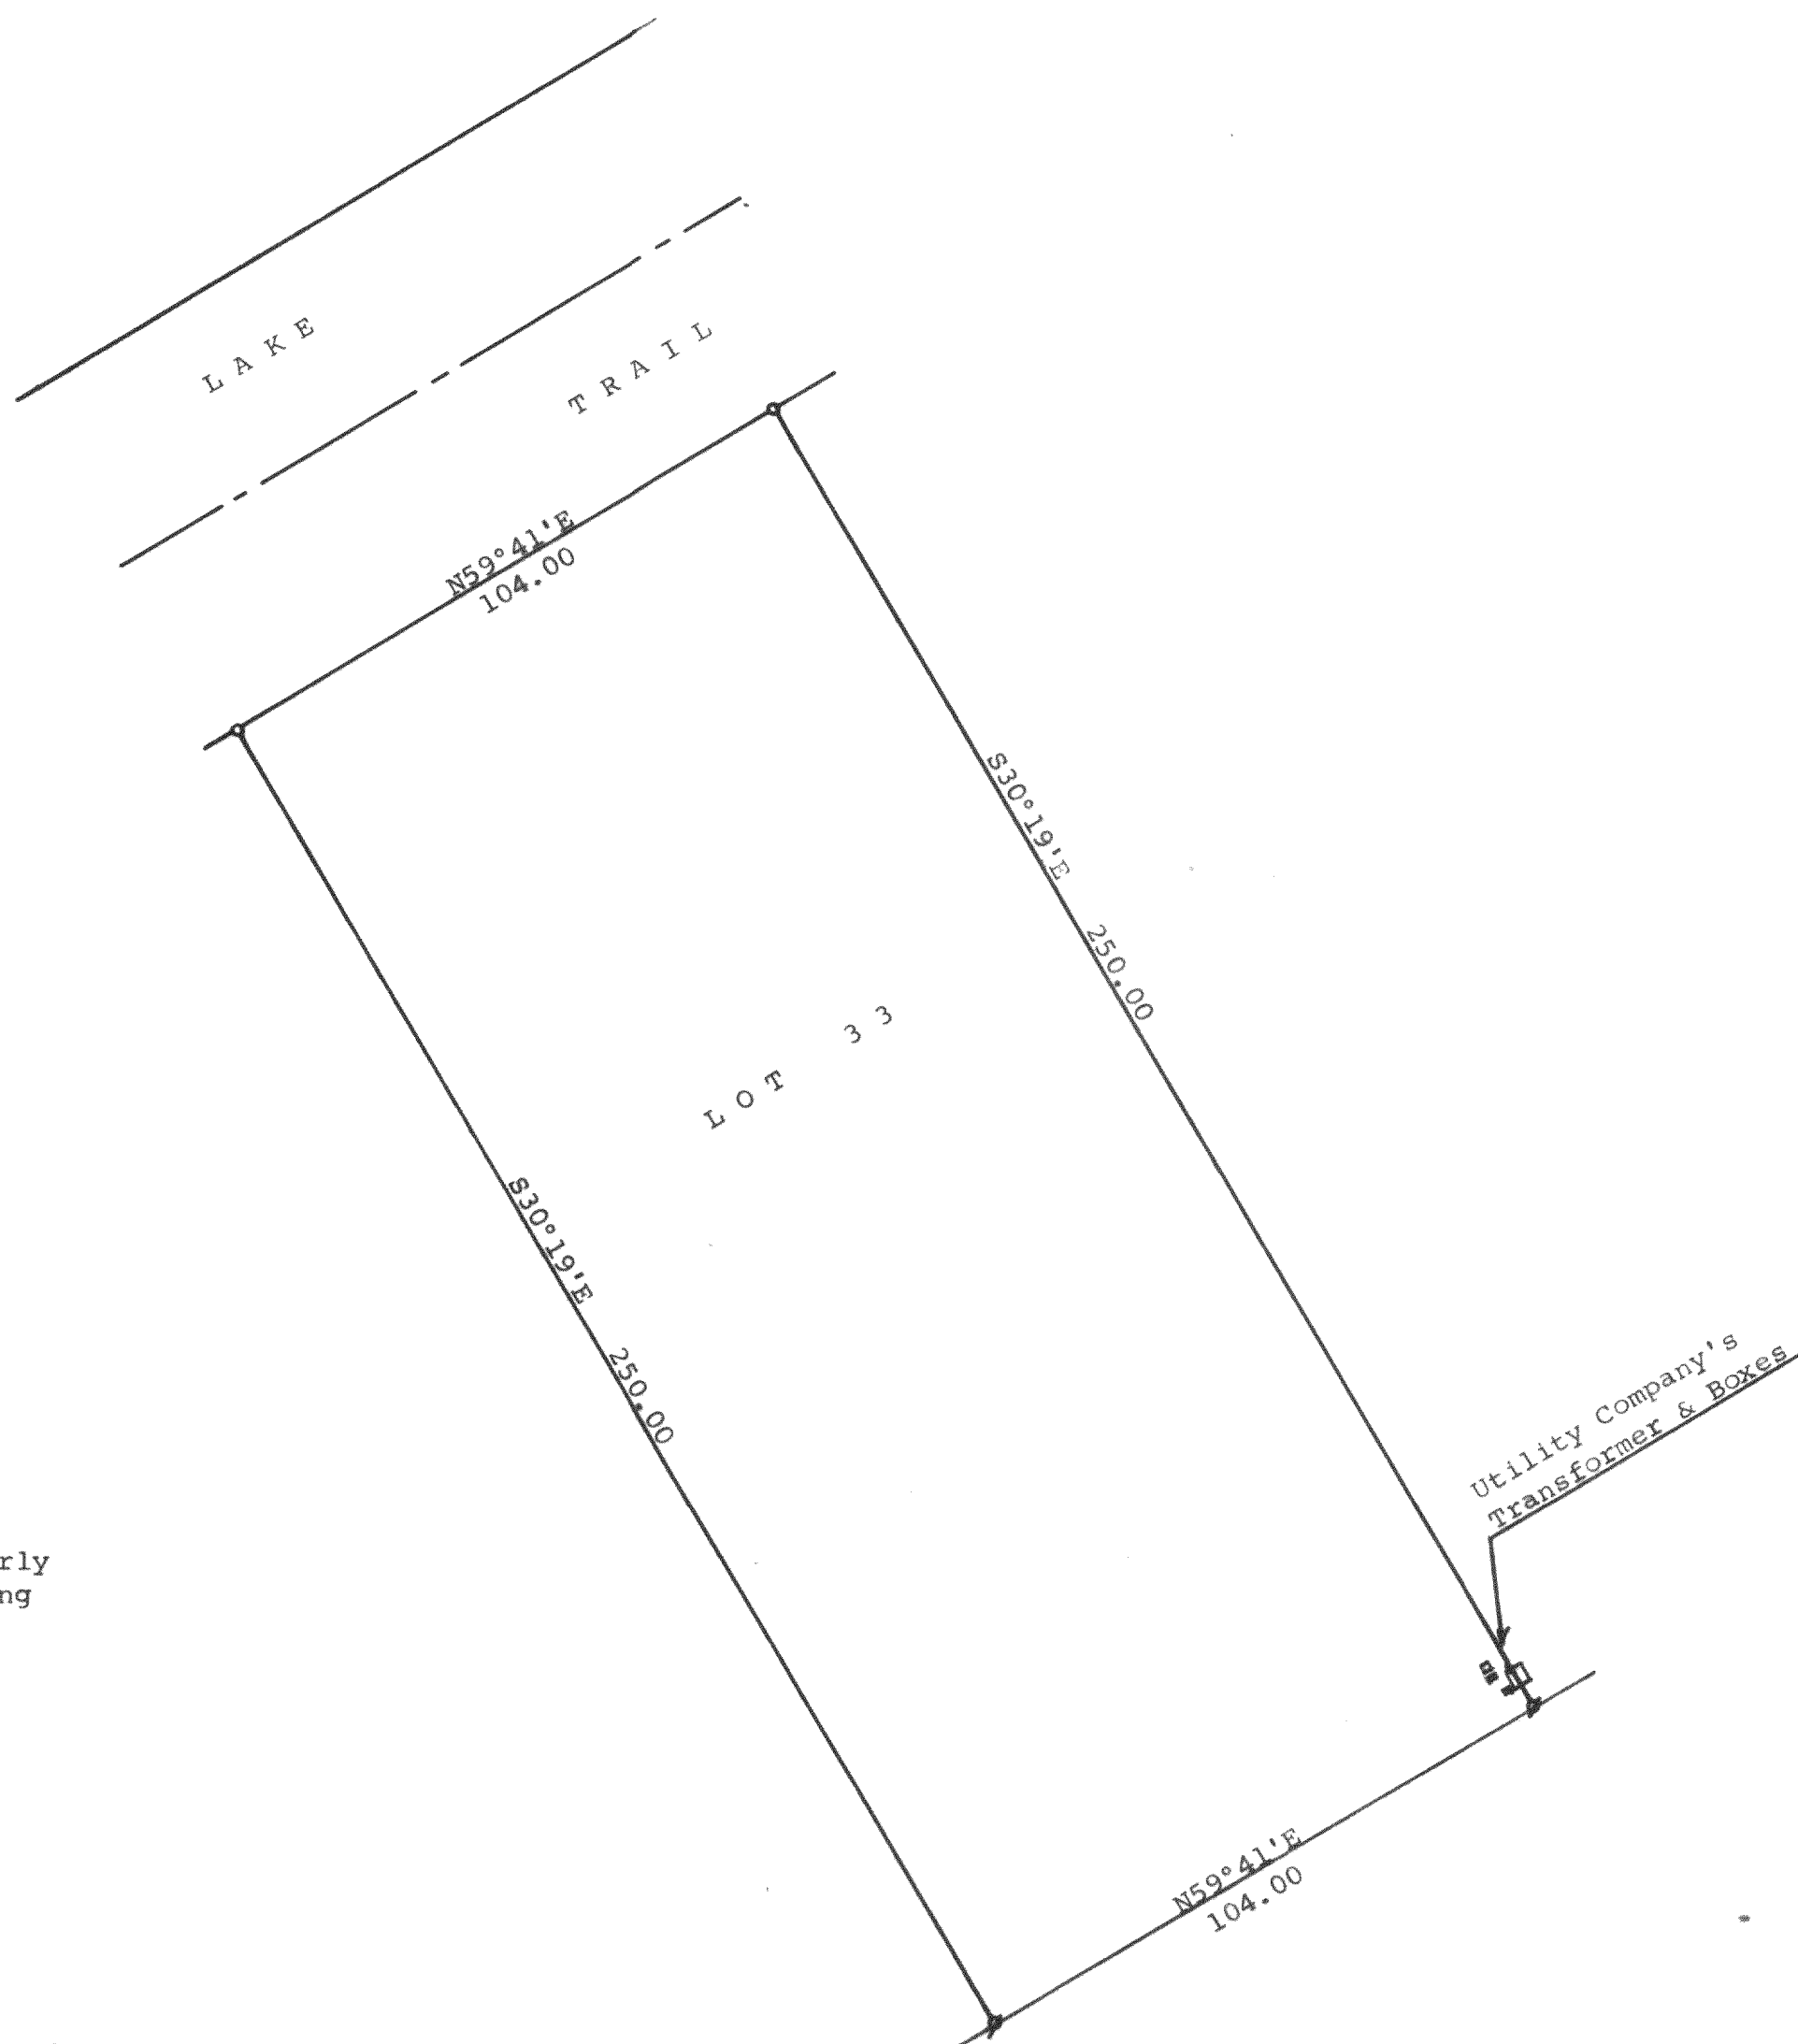 LAKE TRAIL
N59°41'E
104.00
S30°19'E 250.00
LOT 33
S30°19'E 250.00
Utility Company's
Transformer & Boxes
rly
ng
N59°41'E
104.00